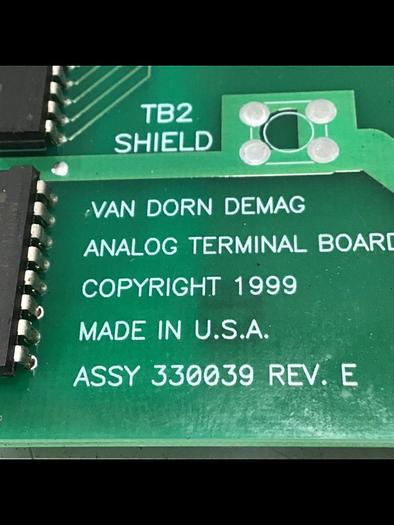 TB2
SHIELD
VAN DORN DEMAG
ANALOG TERMINAL BOARD
COPYRIGHT 1999
MADE IN U.S.A.
ASSY 330039 REV. E